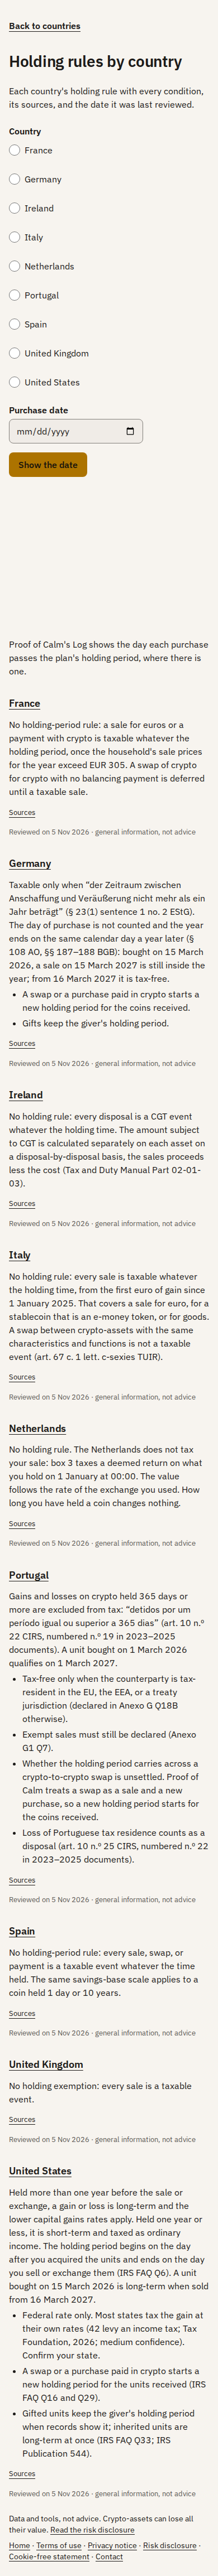 Back to countries
Holding rules by country
Each country's holding rule with every condition,
its sources, and the date it was last reviewed.
Country
France
Germany
Ireland
Italy
Netherlands
Portugal
Spain
United Kingdom
United States
Purchase date
mm/dd/yyyy
Show the date
Proof of Calm's Log shows the day each purchase
passes the plan's holding period, where there is
one.
France
No holding-period rule: a sale for euros or a
payment with crypto is taxable whatever the
holding period, once the household's sale prices
for the year exceed EUR 305. A swap of crypto
for crypto with no balancing payment is deferred
until a taxable sale.
Sources
Reviewed on 5 Nov 2026 · general information, not advice
Germany
Taxable only when “der Zeitraum zwischen
Anschaffung und Veräußerung nicht mehr als ein
Jahr beträgt” (§ 23(1) sentence 1 no. 2 EStG).
The day of purchase is not counted and the year
ends on the same calendar day a year later (§
108 AO, §§ 187–188 BGB): bought on 15 March
2026, a sale on 15 March 2027 is still inside the
year; from 16 March 2027 it is tax-free.
• A swap or a purchase paid in crypto starts a
new holding period for the coins received.
• Gifts keep the giver's holding period.
Sources
Reviewed on 5 Nov 2026 · general information, not advice
Ireland
No holding rule: every disposal is a CGT event
whatever the holding time. The amount subject
to CGT is calculated separately on each asset on
a disposal-by-disposal basis, the sales proceeds
less the cost (Tax and Duty Manual Part 02-01-
03).
Sources
Reviewed on 5 Nov 2026 · general information, not advice
Italy
No holding rule: every sale is taxable whatever
the holding time, from the first euro of gain since
1 January 2025. That covers a sale for euro, for a
stablecoin that is an e-money token, or for goods.
A swap between crypto-assets with the same
characteristics and functions is not a taxable
event (art. 67 c. 1 lett. c-sexies TUIR).
Sources
Reviewed on 5 Nov 2026 · general information, not advice
Netherlands
No holding rule. The Netherlands does not tax
your sale: box 3 taxes a deemed return on what
you hold on 1 January at 00:00. The value
follows the rate of the exchange you used. How
long you have held a coin changes nothing.
Sources
Reviewed on 5 Nov 2026 · general information, not advice
Portugal
Gains and losses on crypto held 365 days or
more are excluded from tax: “detidos por um
período igual ou superior a 365 dias” (art. 10 n.º
22 CIRS, numbered n.º 19 in 2023–2025
documents). A unit bought on 1 March 2026
qualifies on 1 March 2027.
• Tax-free only when the counterparty is tax-
resident in the EU, the EEA, or a treaty
jurisdiction (declared in Anexo G Q18B
otherwise).
• Exempt sales must still be declared (Anexo
G1 Q7).
• Whether the holding period carries across a
crypto-to-crypto swap is unsettled. Proof of
Calm treats a swap as a sale and a new
purchase, so a new holding period starts for
the coins received.
• Loss of Portuguese tax residence counts as a
disposal (art. 10 n.º 25 CIRS, numbered n.º 22
in 2023–2025 documents).
Sources
Reviewed on 5 Nov 2026 · general information, not advice
Spain
No holding-period rule: every sale, swap, or
payment is a taxable event whatever the time
held. The same savings-base scale applies to a
coin held 1 day or 10 years.
Sources
Reviewed on 5 Nov 2026 · general information, not advice
United Kingdom
No holding exemption: every sale is a taxable
event.
Sources
Reviewed on 5 Nov 2026 · general information, not advice
United States
Held more than one year before the sale or
exchange, a gain or loss is long-term and the
lower capital gains rates apply. Held one year or
less, it is short-term and taxed as ordinary
income. The holding period begins on the day
after you acquired the units and ends on the day
you sell or exchange them (IRS FAQ Q6). A unit
bought on 15 March 2026 is long-term when sold
from 16 March 2027.
• Federal rate only. Most states tax the gain at
their own rates (42 levy an income tax; Tax
Foundation, 2026; medium confidence).
Confirm your state.
• A swap or a purchase paid in crypto starts a
new holding period for the units received (IRS
FAQ Q16 and Q29).
• Gifted units keep the giver's holding period
when records show it; inherited units are
long-term at once (IRS FAQ Q33; IRS
Publication 544).
Sources
Reviewed on 5 Nov 2026 · general information, not advice
Data and tools, not advice. Crypto-assets can lose all
their value. Read the risk disclosure
Home · Terms of use · Privacy notice · Risk disclosure ·
Cookie-free statement · Contact